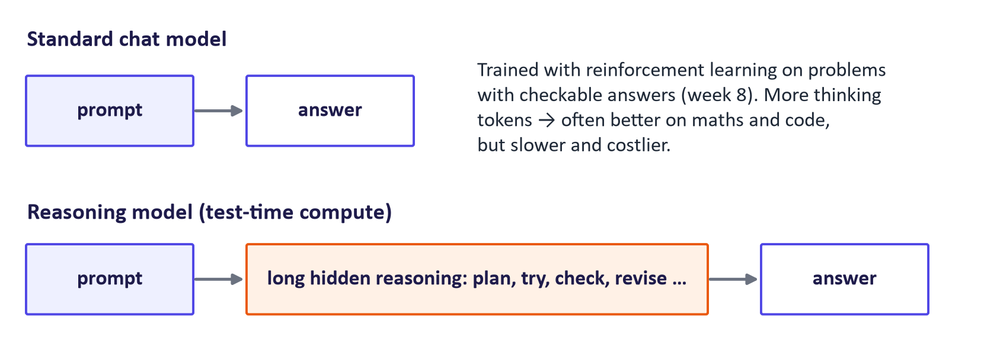 Standard chat model
prompt
answer
Trained with reinforcement learning on problems
with checkable answers (week 8). More thinking
tokens → often better on maths and code,
but slower and costlier.
Reasoning model (test-time compute)
prompt
long hidden reasoning: plan, try, check, revise ...
answer